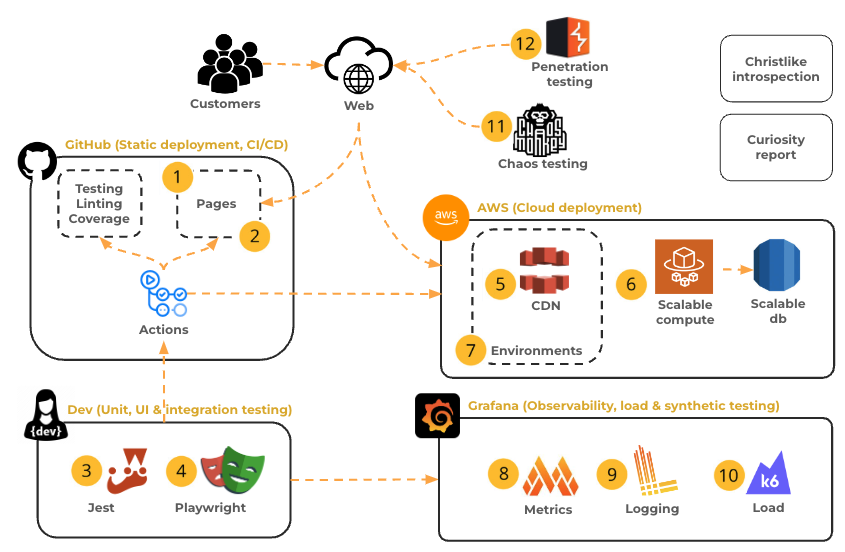 12
Penetration
testing
Christlike
introspection
Customers
Web
11
CHAOS
MONKEY
Chaos testing
Curiosity
report
GitHub (Static deployment, CI/CD)
Testing
Linting
Coverage
1
Pages
2
Actions
aws
AWS (Cloud deployment)
5
CDN
6
Scalable
compute
Scalable
db
7
Environments
{dev}
Dev (Unit, UI & integration testing)
3
Jest
4
Playwright
Grafana (Observability, load & synthetic testing)
8
Metrics
9
Logging
10
k6
Load